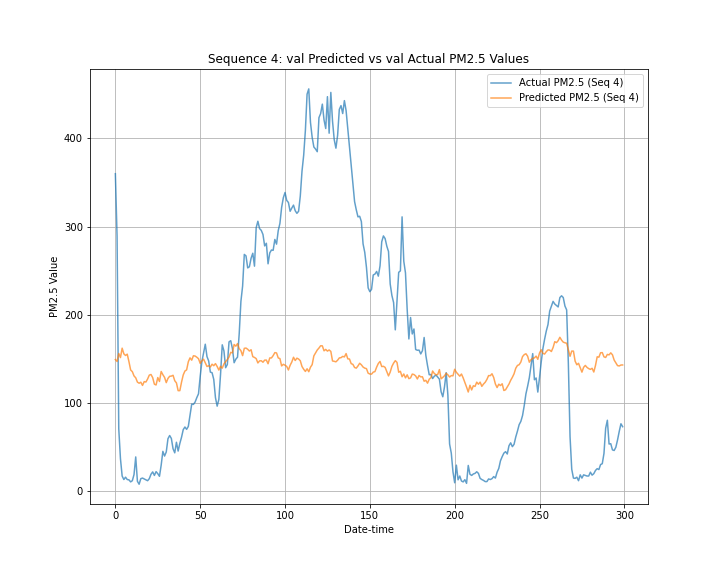 Sequence 4: val Predicted vs val Actual PM2.5 Values
Actual PM2.5 (Seq 4)
Predicted PM2.5 (Seq 4)
PM2.5 Value
400
300
200
100
0
0 50 100 150 200 250 300
Date-time